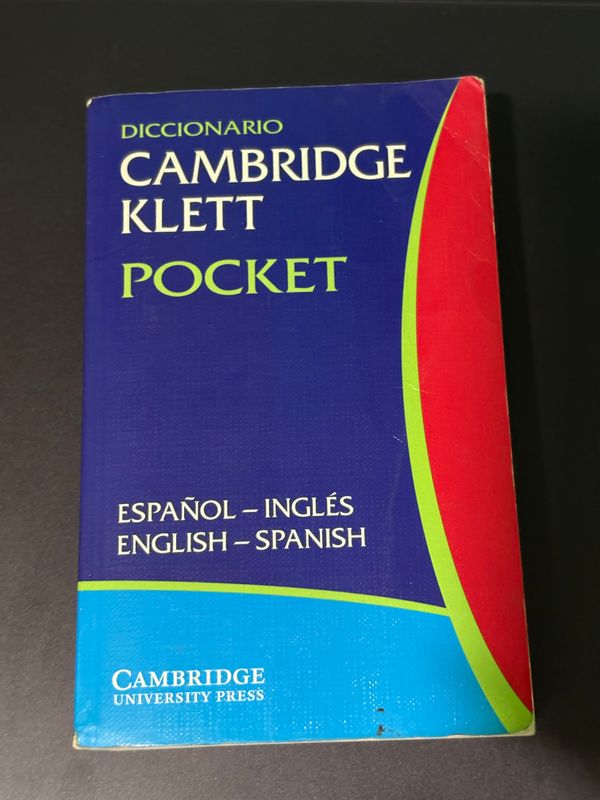 DICCIONARIO
CAMBRIDGE
KLETT
POCKET
ESPAÑOL – INGLÉS
ENGLISH – SPANISH
CAMBRIDGE
UNIVERSITY PRESS